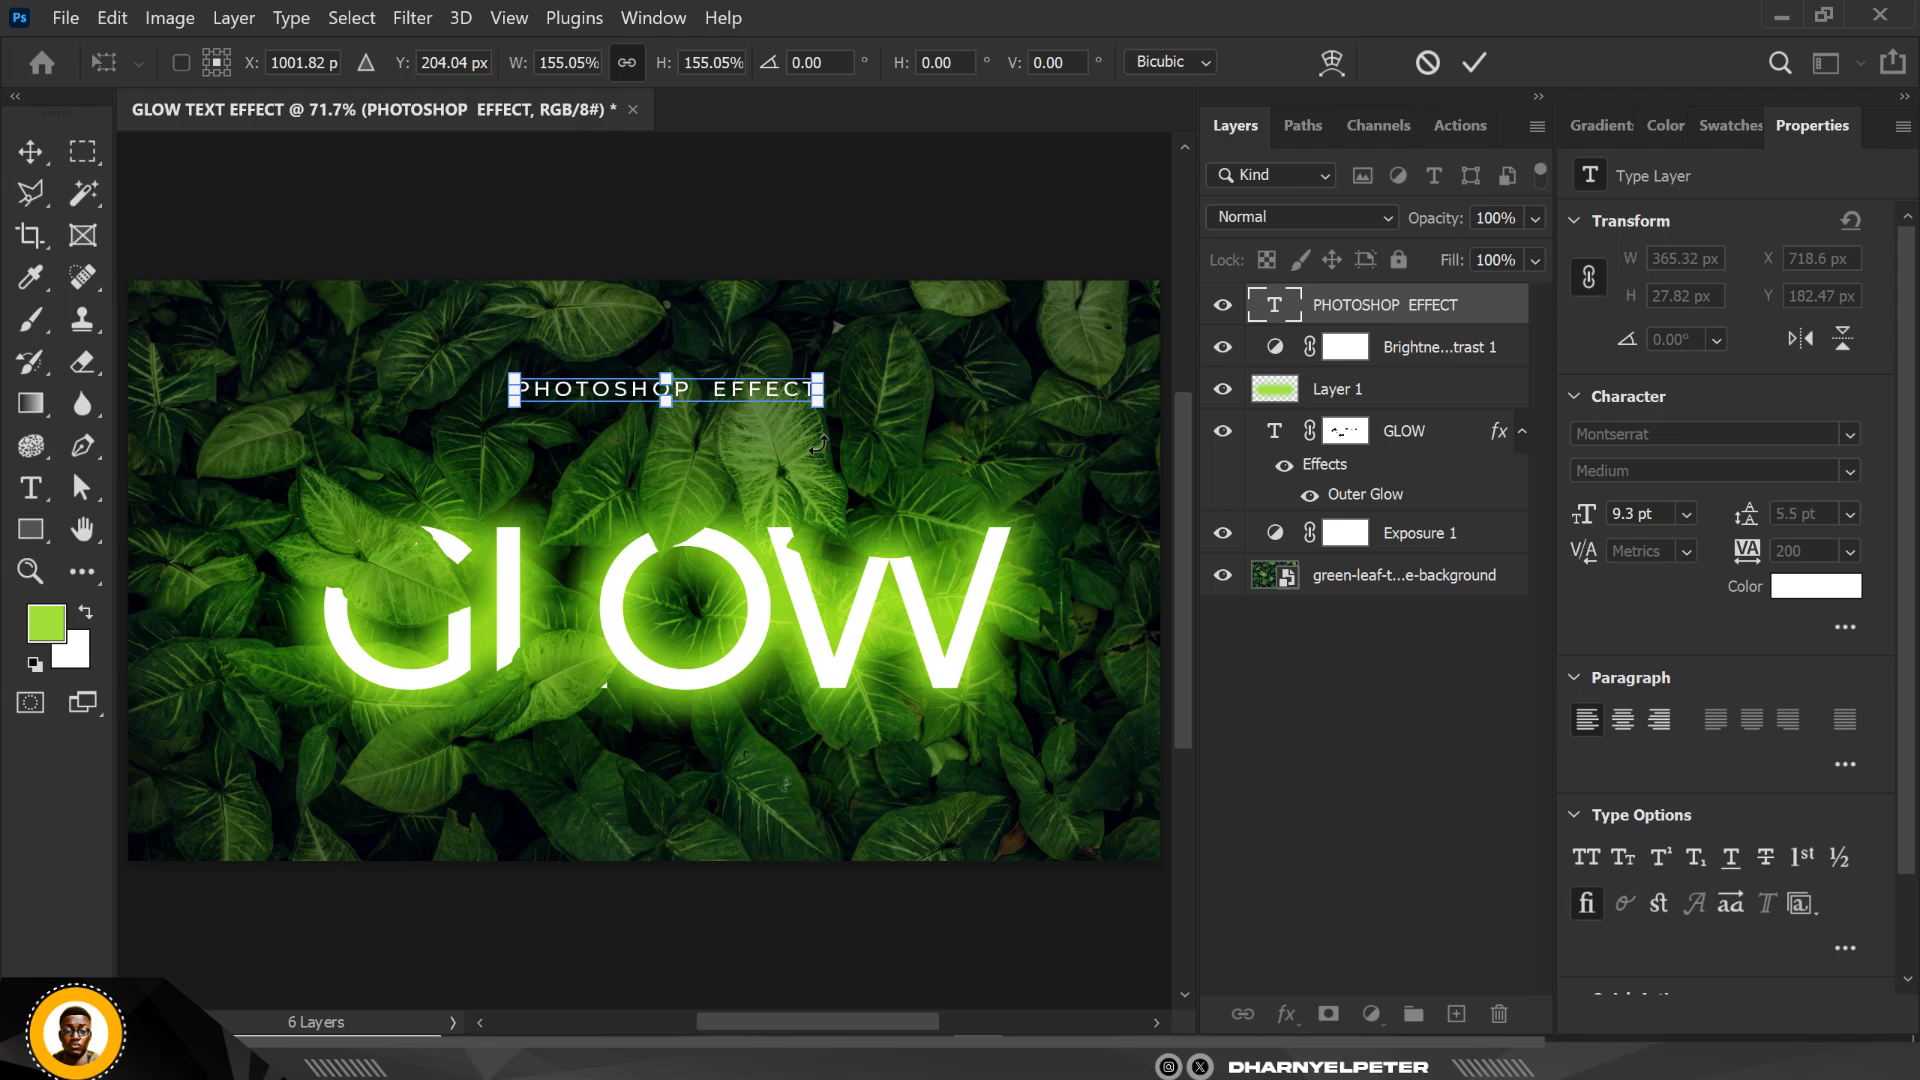 Ps File Edit Image Layer Type Select Filter 3D View Plugins Window Help
X: 1001.82 p Y: 204.04 px W: 155.05% H: 155.05% 0.00 ° H: 0.00 ° V: 0.00 ° Bicubic
GLOW TEXT EFFECT @ 71.7% (PHOTOSHOP EFFECT, RGB/8#) *
PHOTOSHOP EFFECT
GLOW
6 Layers
Layers Paths Channels Actions
Kind
Normal Opacity: 100%
Lock: Fill: 100%
PHOTOSHOP EFFECT
Brightne...trast 1
Layer 1
GLOW fx
Effects
Outer Glow
Exposure 1
green-leaf-t...e-background
fx
Gradient Color Swatches Properties
Type Layer
Transform
W 365.32 px X 718.6 px
H 27.82 px Y 182.47 px
0.00°
Character
Montserrat
Medium
9.3 pt 5.5 pt
Metrics 200
Color
Paragraph
Type Options
TT Tt T¹ T₁ T T 1st ½
fi st A aa T a
DHARNYELPETER